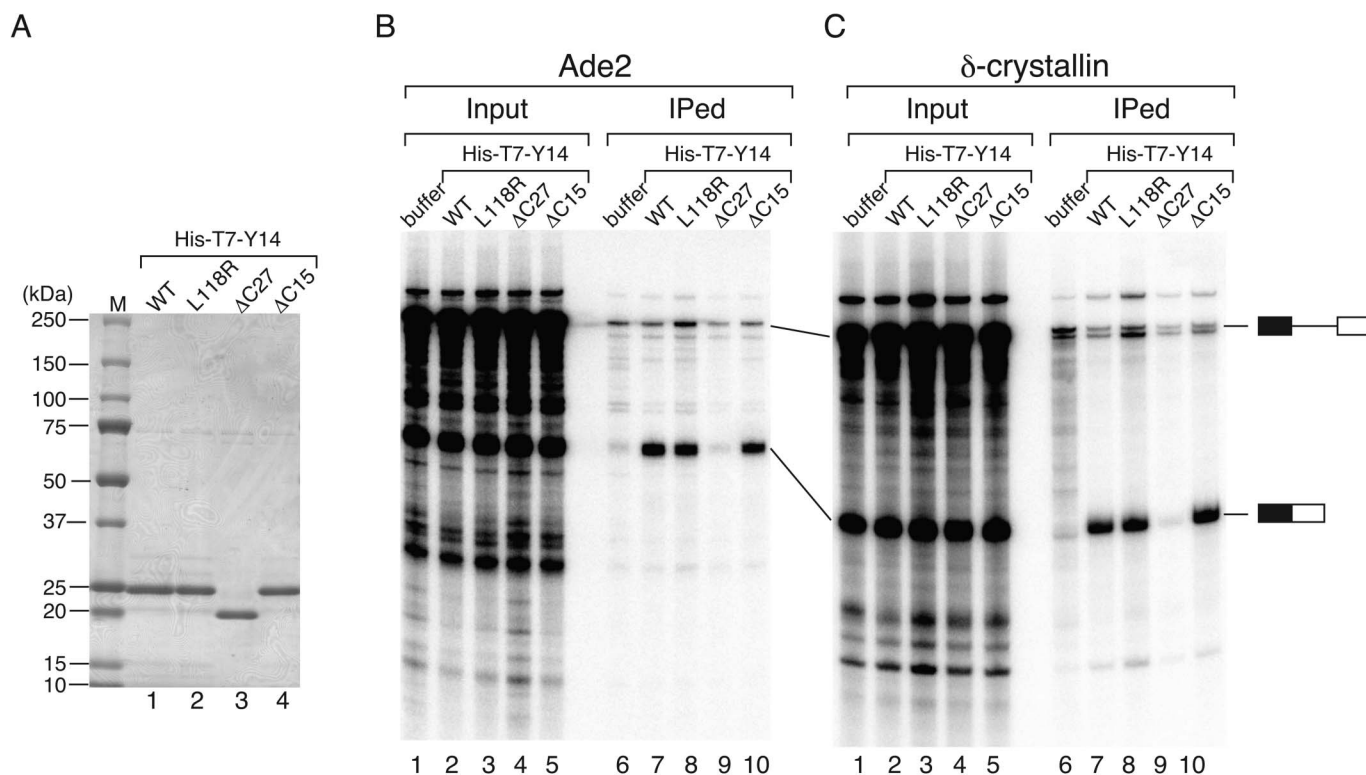 A
His-T7-Y14
(kDa) M WT L118R ΔC27 ΔC15
250
150
100
75
50
37
25
20
15
10
1 2 3 4
B
Ade2
Input IPed
His-T7-Y14 His-T7-Y14
buffer WT L118R ΔC27 ΔC15 buffer WT L118R ΔC27 ΔC15
1 2 3 4 5 6 7 8 9 10
C
δ-crystallin
Input IPed
His-T7-Y14 His-T7-Y14
buffer WT L118R ΔC27 ΔC15 buffer WT L118R ΔC27 ΔC15
1 2 3 4 5 6 7 8 9 10